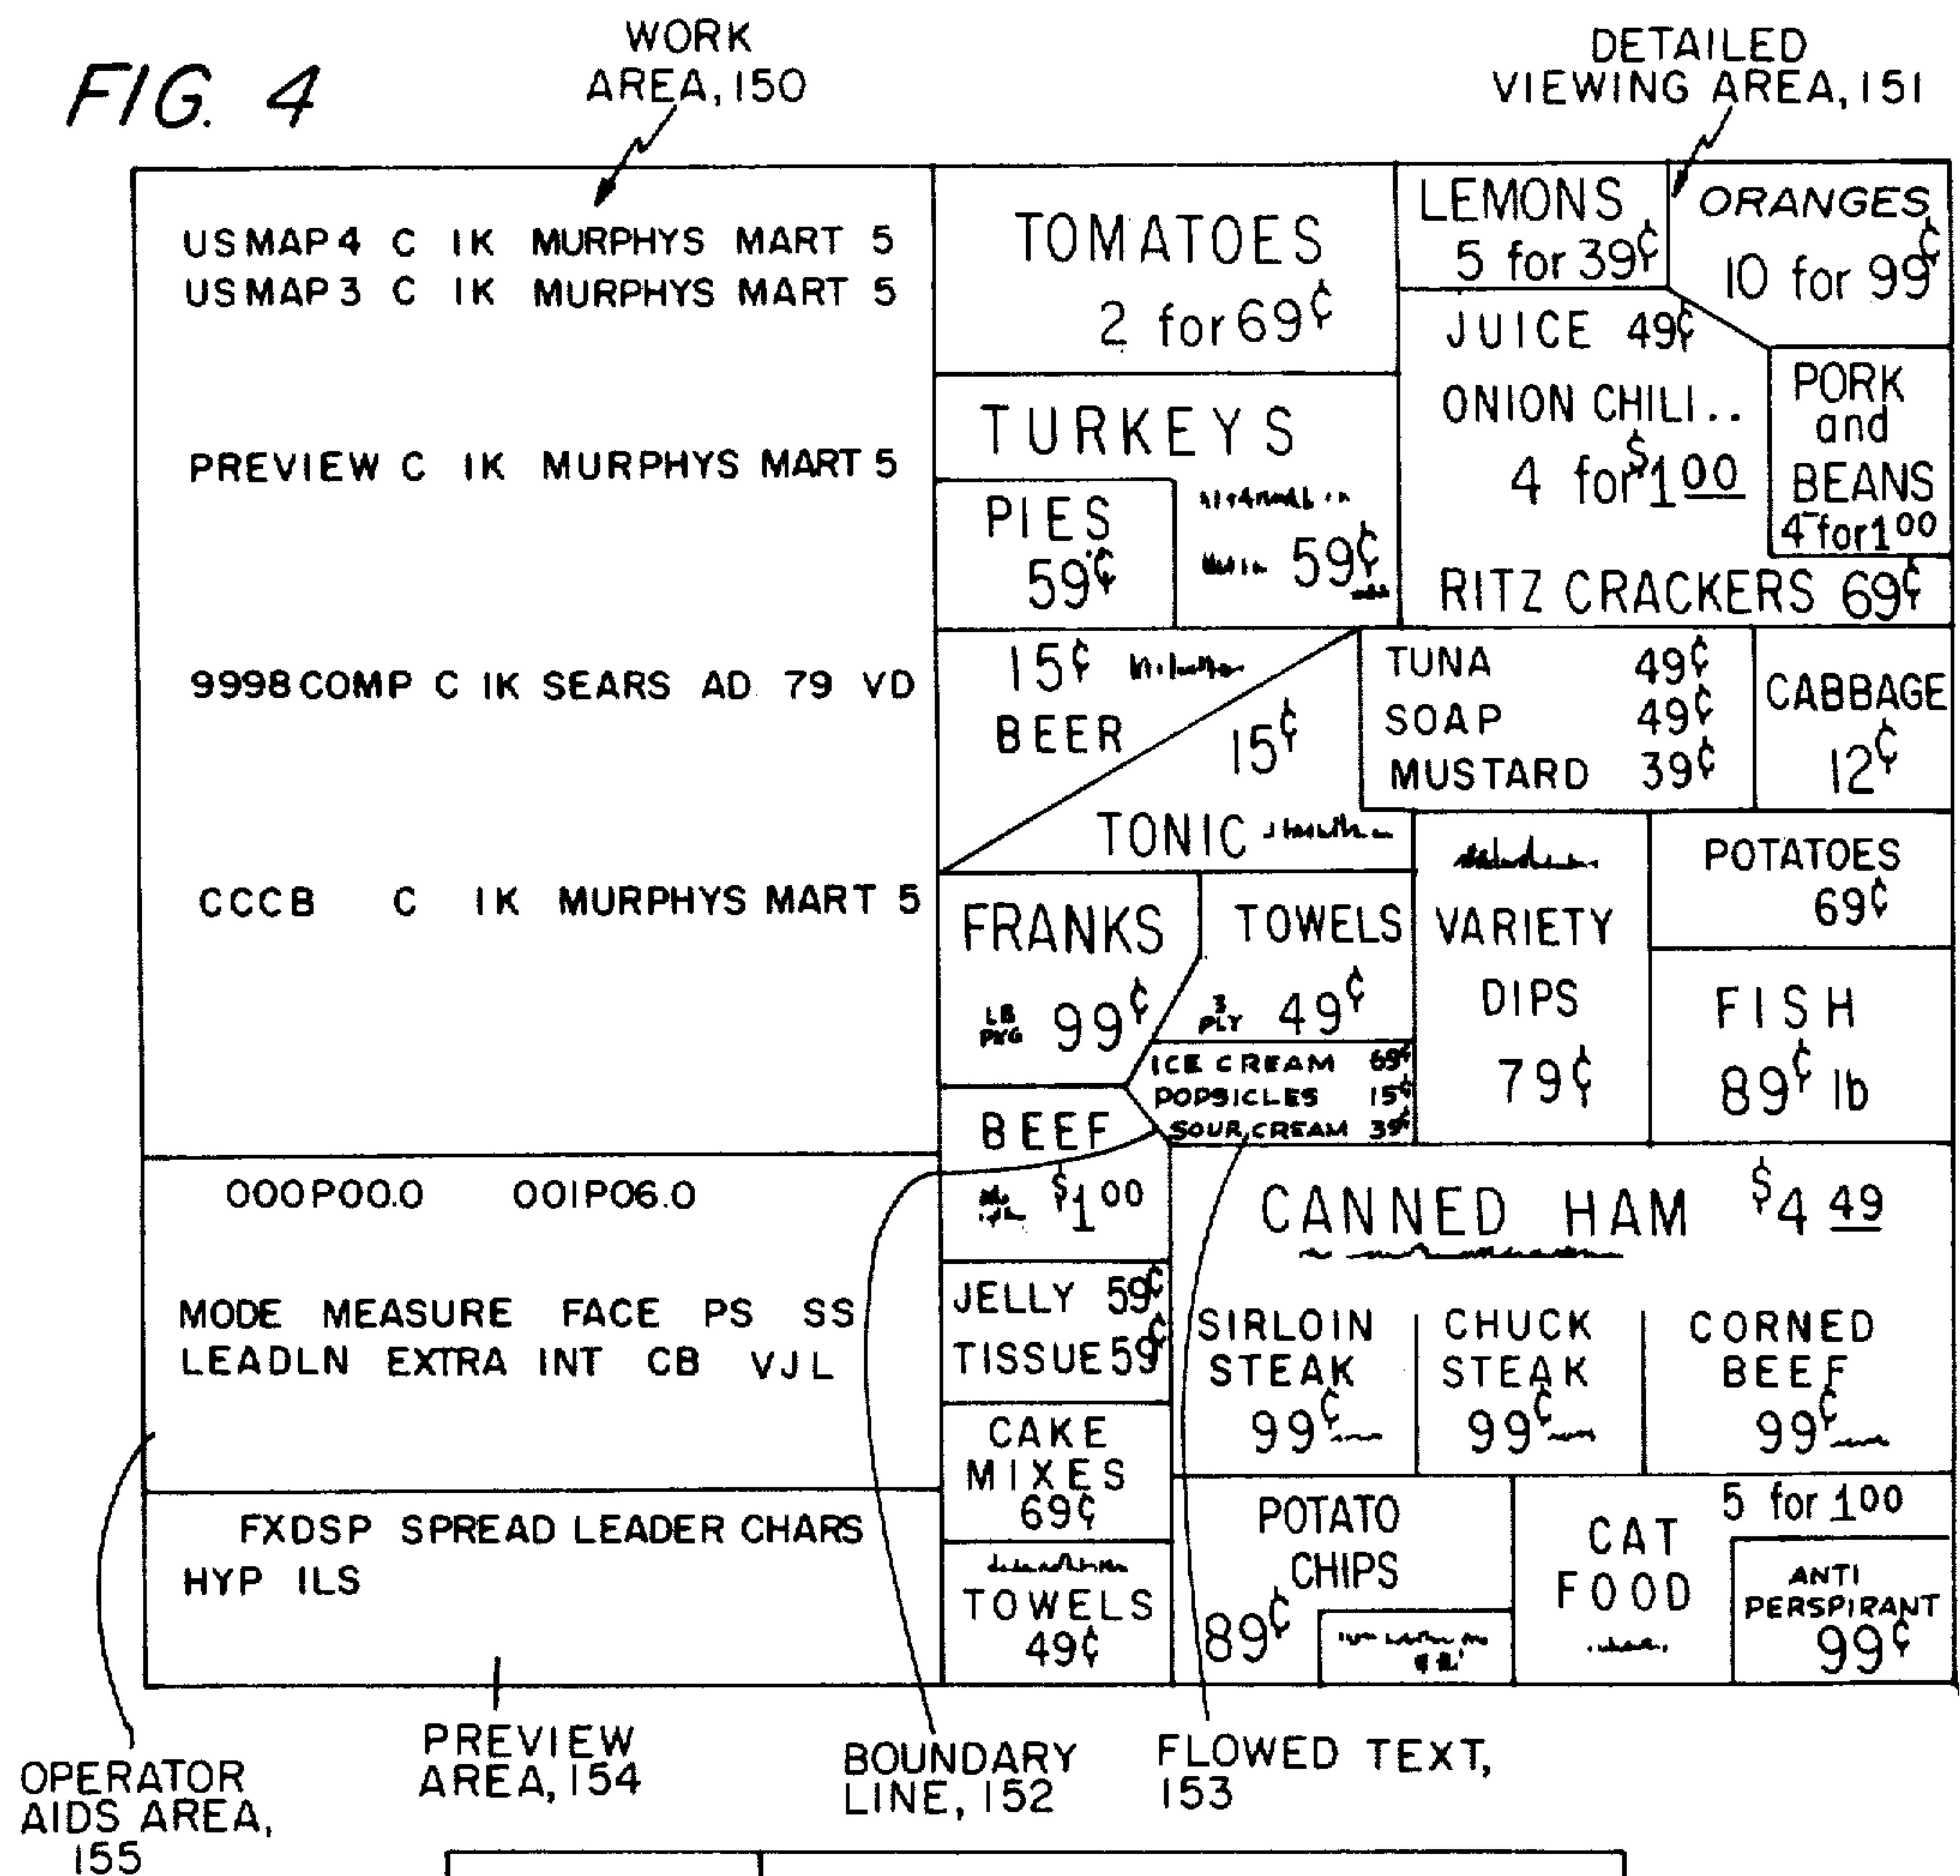 FIG. 4
WORK
AREA, 150
DETAILED
VIEWING AREA, 151
USMAP4 C 1K MURPHYS MART 5
USMAP3 C 1K MURPHYS MART 5
PREVIEW C 1K MURPHYS MART 5
9998COMP C 1K SEARS AD 79 VD
CCCB C 1K MURPHYS MART 5
000P00.0 001P06.0
MODE MEASURE FACE PS SS
LEADLN EXTRA INT CB VJL
FXDSP SPREAD LEADER CHARS
HYP ILS
TOMATOES
2 for 69¢
LEMONS
5 for 39¢
ORANGES
10 for 99¢
TURKEYS
59¢
PIES
59¢
JUICE 49¢
ONION CHILI..
4 for $1 00
PORK
and
BEANS
4 for 1 00
RITZ CRACKERS 69¢
15¢
BEER
15¢
TONIC
TUNA 49¢
SOAP 49¢
MUSTARD 39¢
CABBAGE
12¢
FRANKS
LB
PKG 99¢
TOWELS
3
PLY 49¢
ICE CREAM 69¢
POPSICLES 15¢
SOUR CREAM 39¢
VARIETY
DIPS
79¢
POTATOES
69¢
FISH
89¢ lb
BEEF
$1 00
CANNED HAM $4 49
JELLY 59¢
TISSUE 59¢
SIRLOIN
STEAK
99¢
CHUCK
STEAK
99¢
CORNED
BEEF
99¢
CAKE
MIXES
69¢
TOWELS
49¢
POTATO
CHIPS
89¢
CAT
FOOD
5 for 1 00
ANTI
PERSPIRANT
99¢
OPERATOR
AIDS AREA,
155
PREVIEW
AREA, 154
BOUNDARY
LINE, 152
FLOWED TEXT,
153